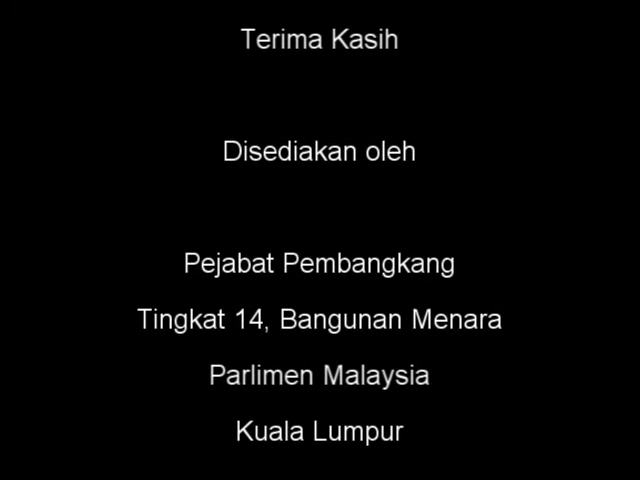 Terima Kasih
Disediakan oleh
Pejabat Pembangkang
Tingkat 14, Bangunan Menara
Parlimen Malaysia
Kuala Lumpur